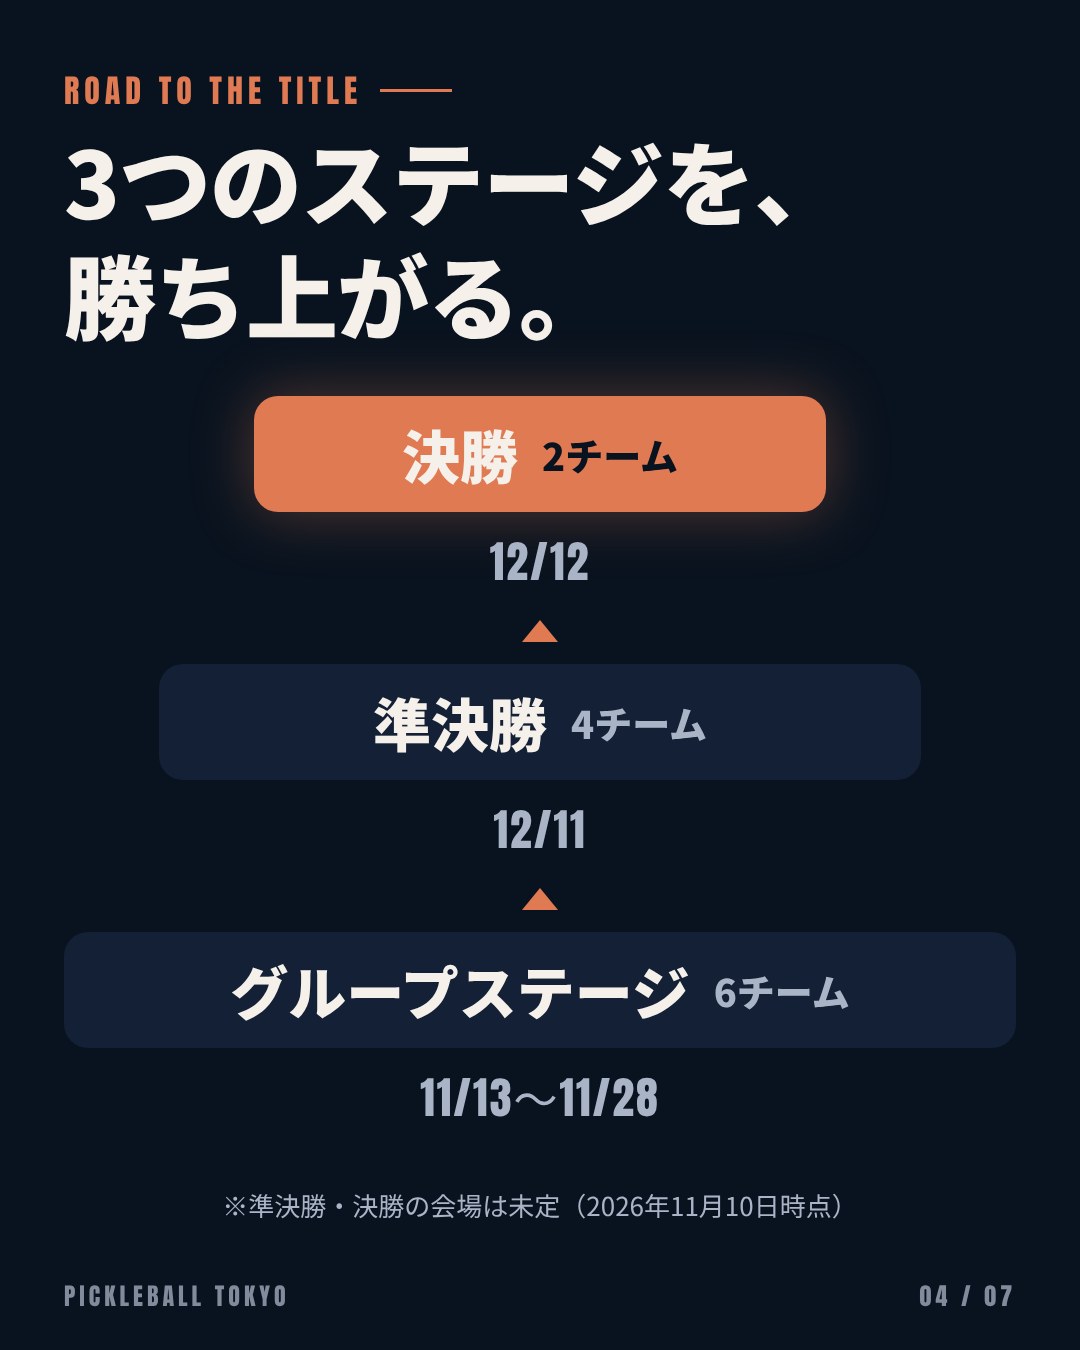 ROAD TO THE TITLE
3つのステージを、
勝ち上がる。
決勝 2チーム
12/12
準決勝 4チーム
12/11
グループステージ 6チーム
11/13〜11/28
※準決勝・決勝の会場は未定（2026年11月10日時点）
PICKLEBALL TOKYO
04 / 07